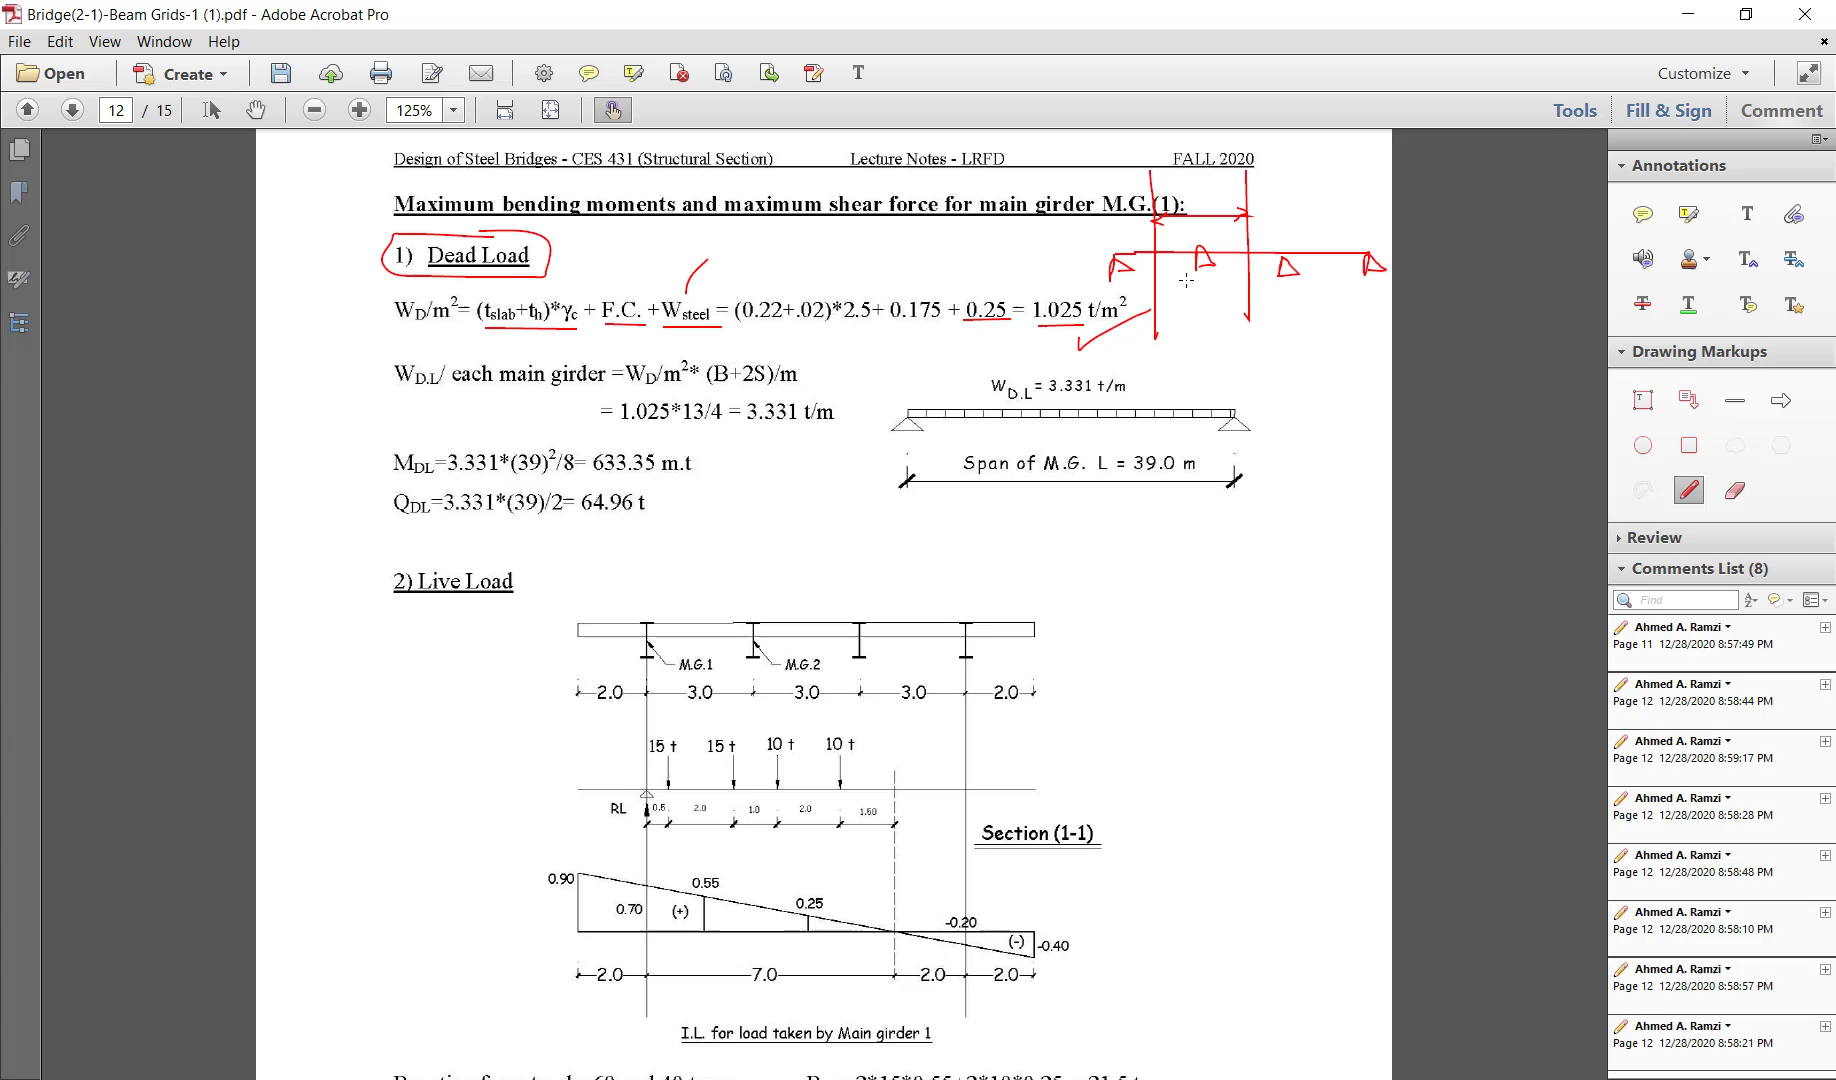 Bridge(2-1)-Beam Grids-1 (1).pdf - Adobe Acrobat Pro
File Edit View Window Help
Open Create Customize
12 / 15 125% Tools Fill & Sign Comment
Design of Steel Bridges - CES 431 (Structural Section) Lecture Notes - LRFD FALL 2020
Maximum bending moments and maximum shear force for main girder M.G.(1):
1) Dead Load
WD/m2= (tslab+th)*γc + F.C. +Wsteel = (0.22+.02)*2.5+ 0.175 + 0.25 = 1.025 t/m2
WD.L/ each main girder =WD/m2* (B+2S)/m
= 1.025*13/4 = 3.331 t/m
WD.L = 3.331 t/m
Span of M.G. L = 39.0 m
MDL=3.331*(39)2/8= 633.35 m.t
QDL=3.331*(39)/2= 64.96 t
2) Live Load
M.G.1 M.G.2
2.0 3.0 3.0 3.0 2.0
15 t 15 t 10 t 10 t
RL 0.5 2.0 1.0 2.0 1.60
Section (1-1)
0.90 0.55
0.70 (+) 0.25 -0.20
(-) -0.40
2.0 7.0 2.0 2.0
I.L. for load taken by Main girder 1
Annotations
Drawing Markups
Review
Comments List (8)
Find
Ahmed A. Ramzi
Page 11 12/28/2020 8:57:49 PM
Ahmed A. Ramzi
Page 12 12/28/2020 8:58:44 PM
Ahmed A. Ramzi
Page 12 12/28/2020 8:59:17 PM
Ahmed A. Ramzi
Page 12 12/28/2020 8:58:28 PM
Ahmed A. Ramzi
Page 12 12/28/2020 8:58:48 PM
Ahmed A. Ramzi
Page 12 12/28/2020 8:58:10 PM
Ahmed A. Ramzi
Page 12 12/28/2020 8:58:57 PM
Ahmed A. Ramzi
Page 12 12/28/2020 8:58:21 PM